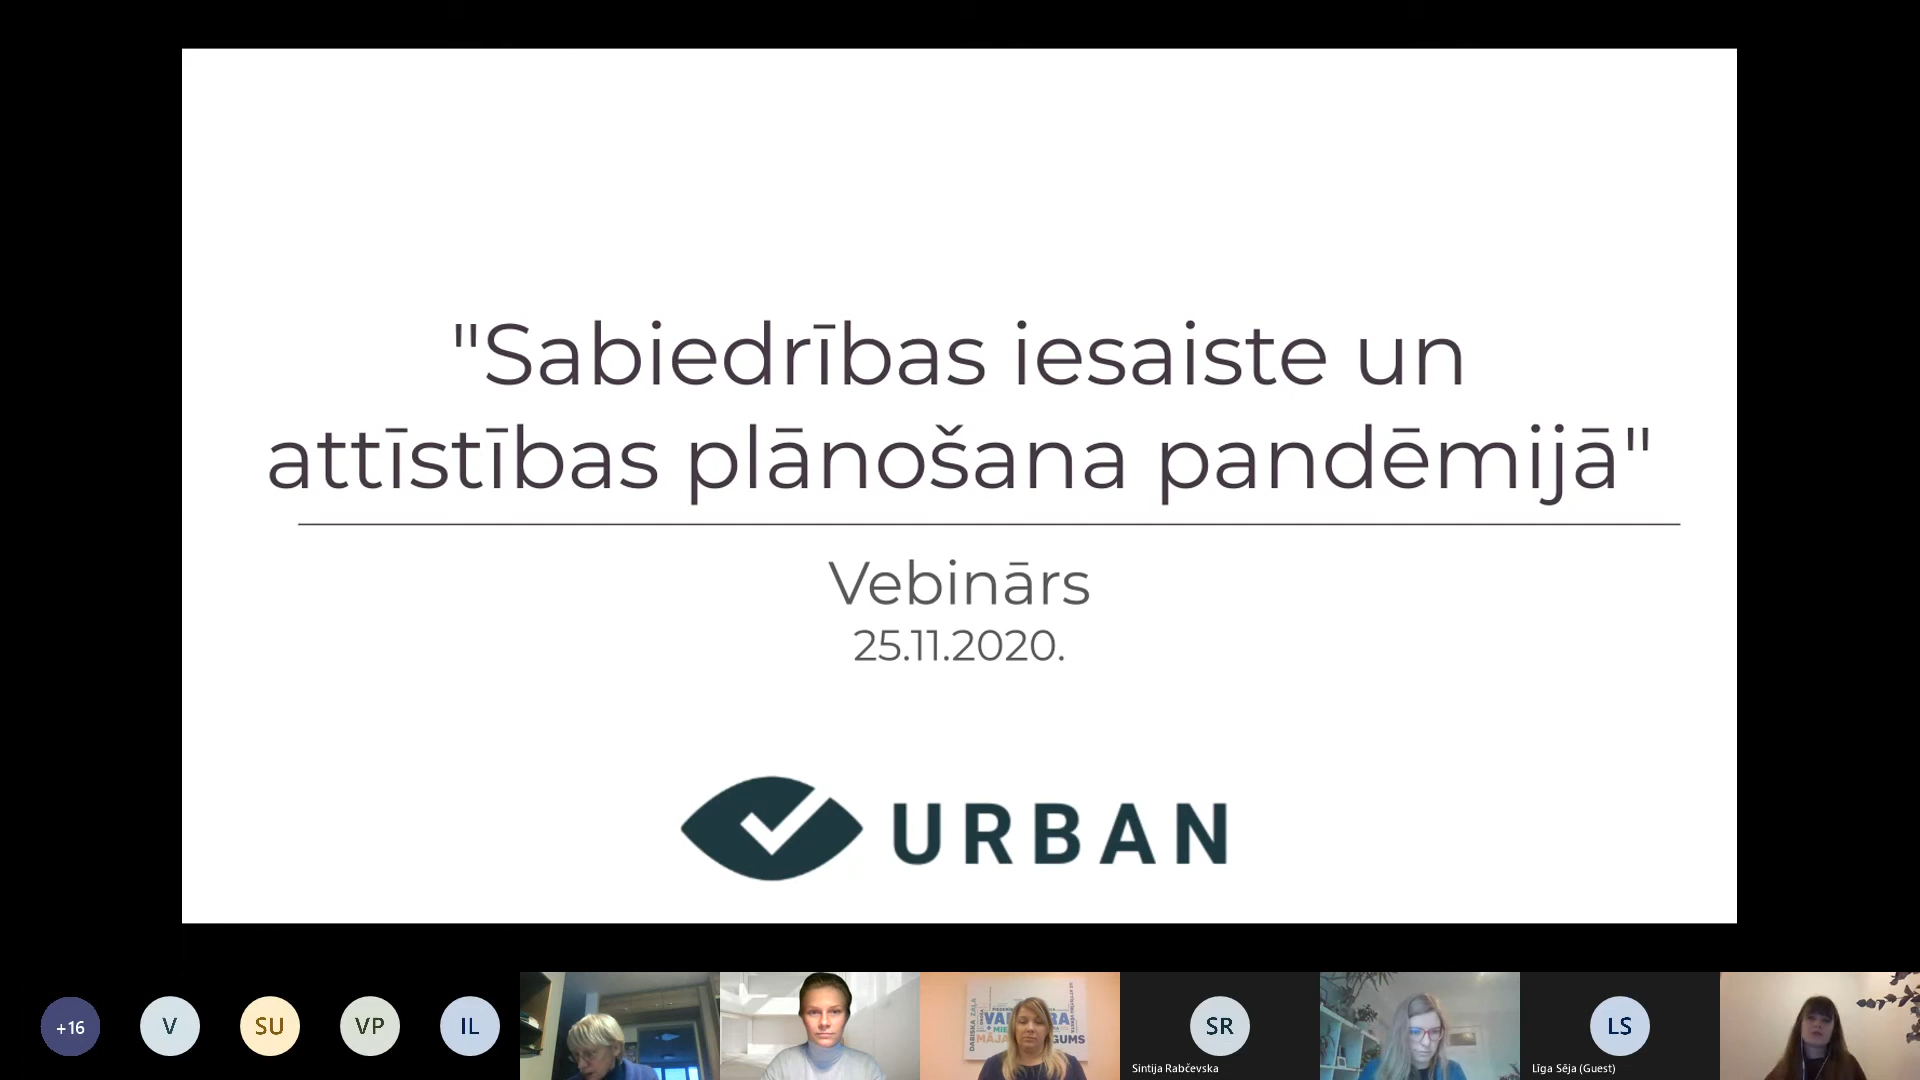 "Sabiedrības iesaiste un
attīstības plānošana pandēmijā"
Vebinārs
25.11.2020.
URBAN
+16
V
SU
VP
IL
SR
Sintija Rabčevska
LS
Līga Sēja (Guest)